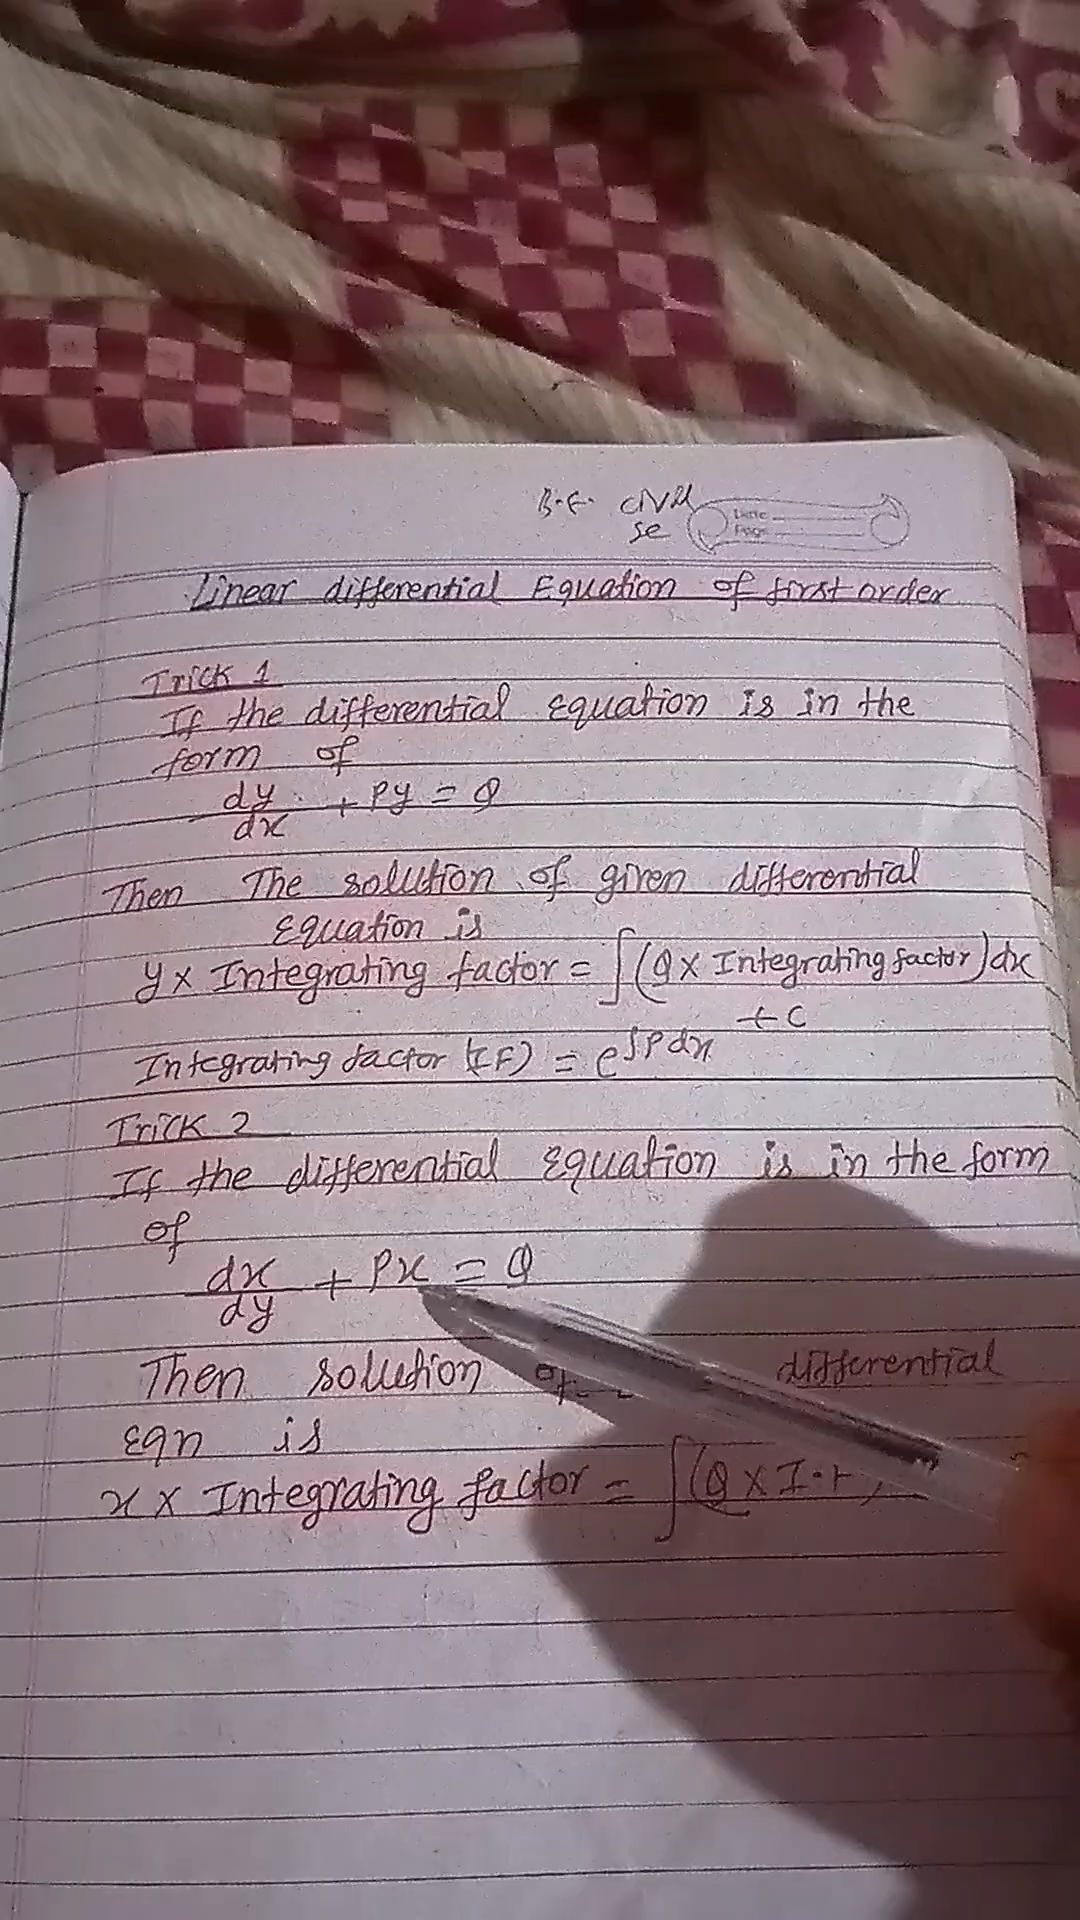 B.E. civil
se
Date
Page
Linear differential Equation of first order
Trick 1
If the differential equation is in the
form of
dy/dx + Py = Q
Then The solution of given differential
Equation is
y x Integrating factor = ∫(Q x Integrating factor)dx
+ C
Integrating factor (IF) = e^∫Pdx
Trick 2
If the differential equation is in the form
of
dx/dy + Px = Q
Then solution of differential
Eqn is
x x Integrating factor = ∫(Q x I.